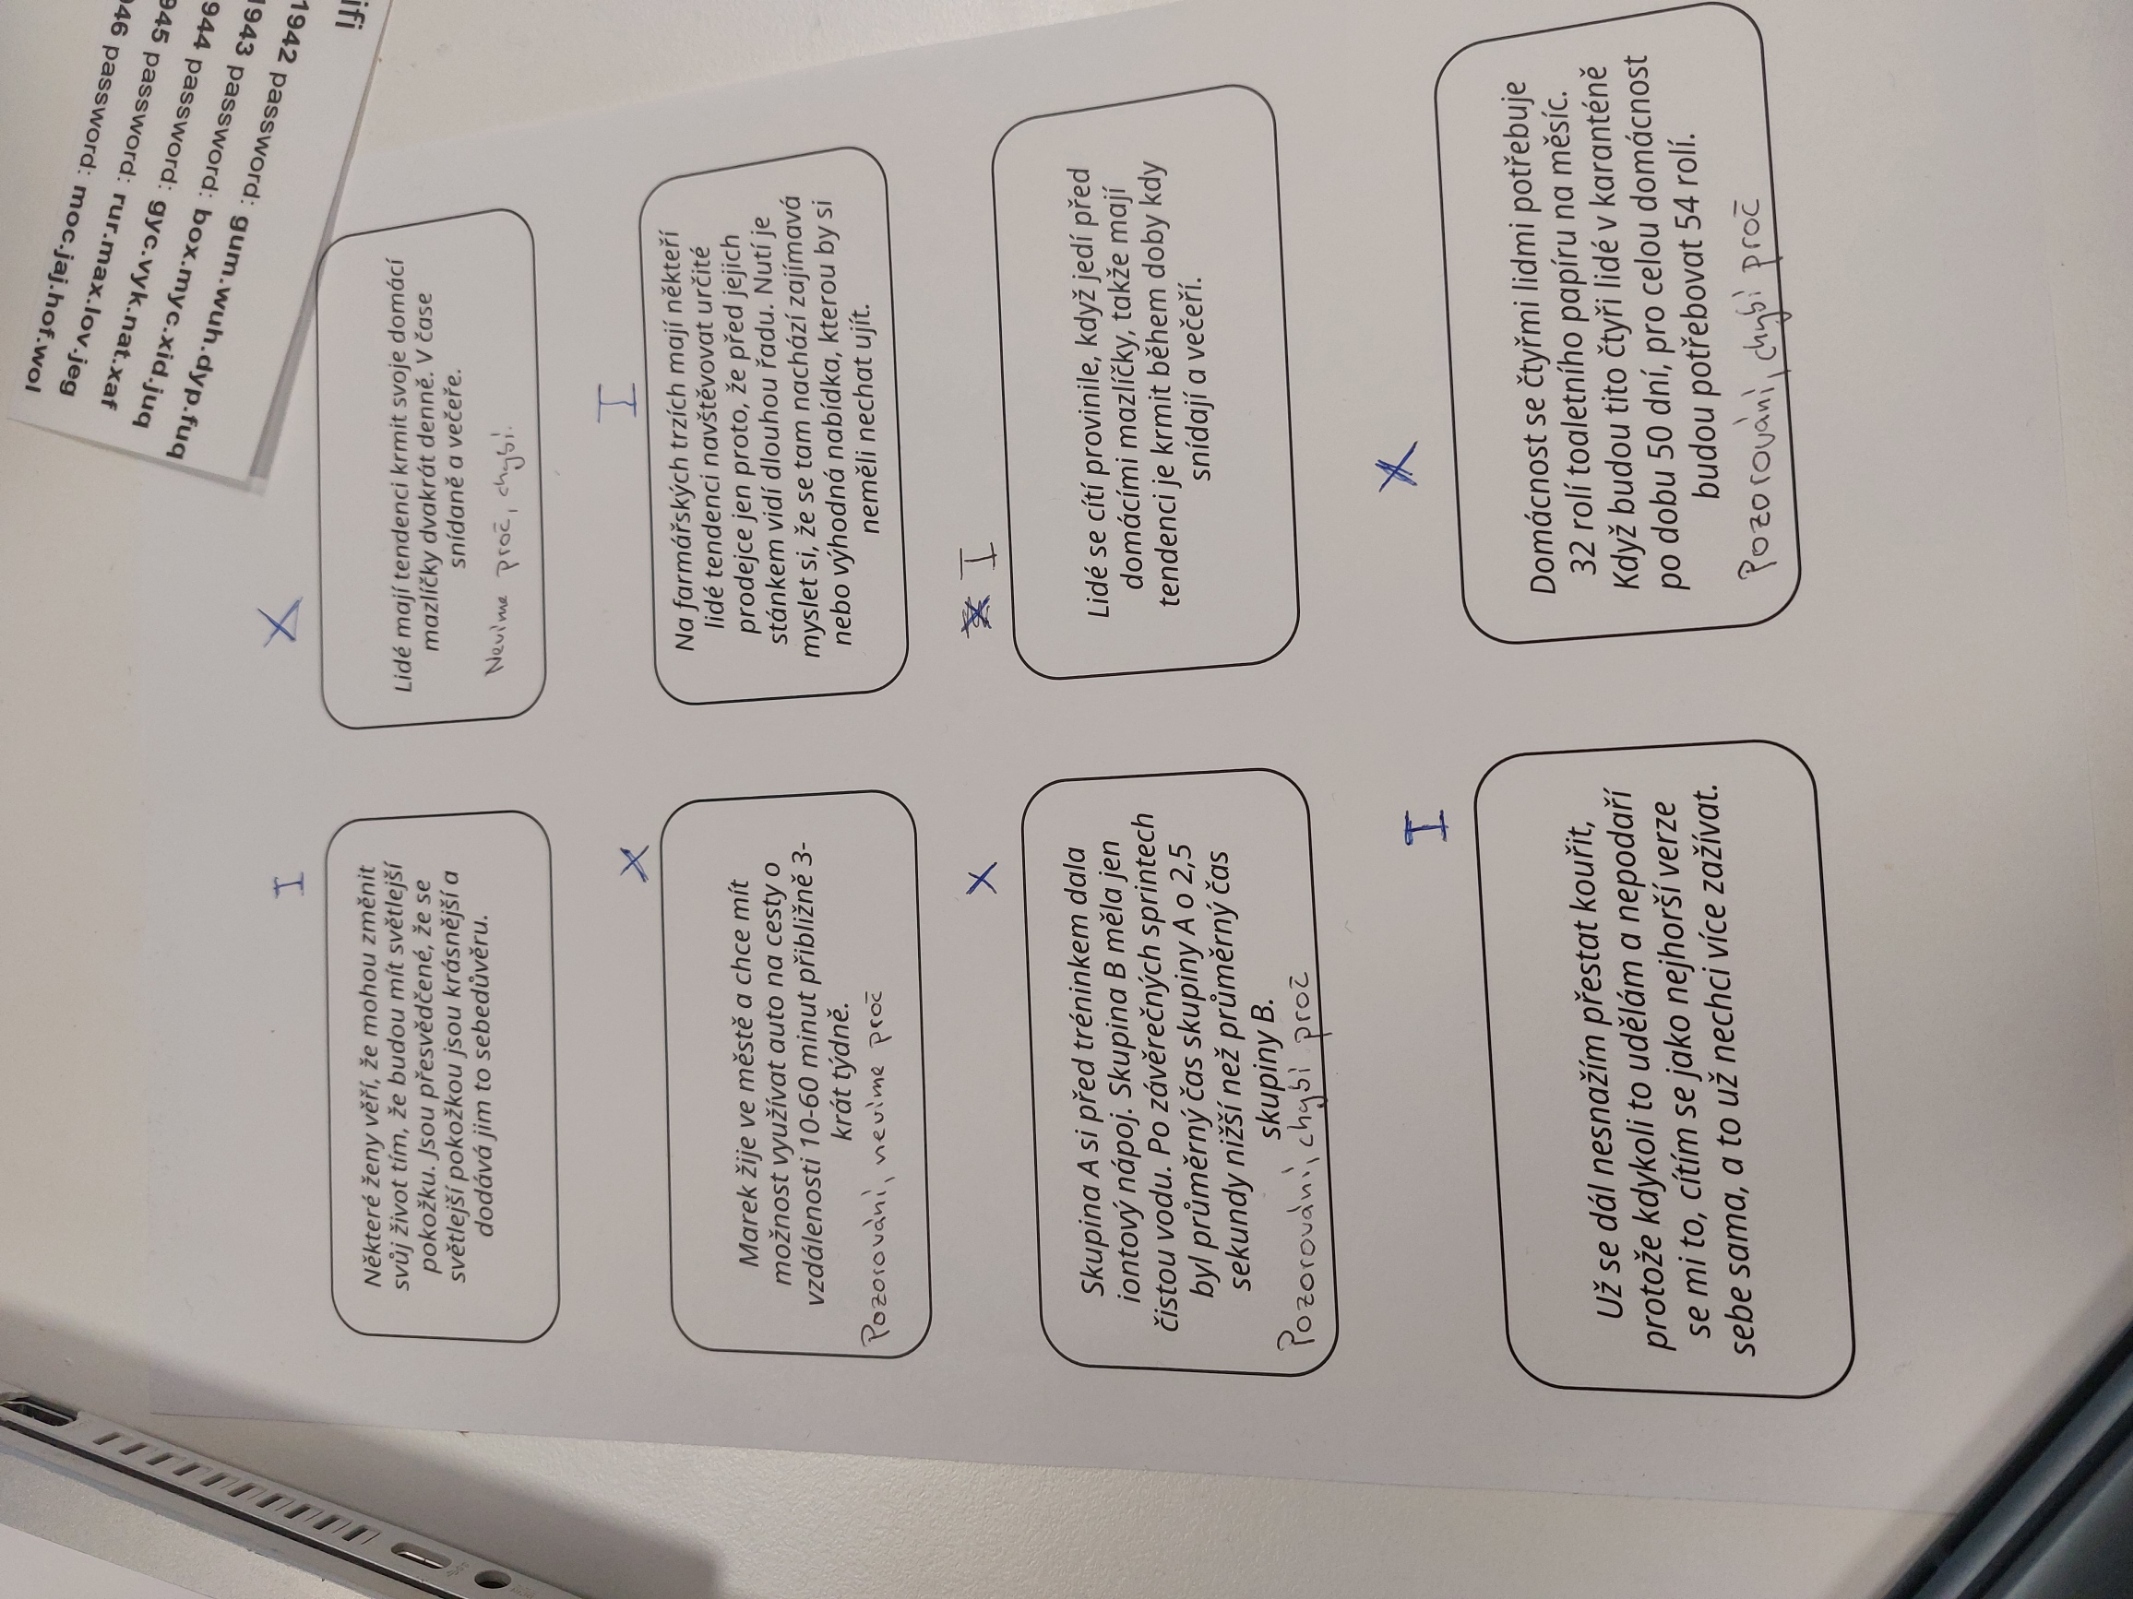 1946 password: moc.jaj.hof.wol
1945 password: rur.max.lov.jeg
1944 password: gyc.vyk.nat.xaf
1943 password: box.myc.xid.juq
1942 password: gum.wuh.dyp.fuq
ifi
I
X
Některé ženy věří, že mohou změnit
svůj život tím, že budou mít světlejší
pokožku. Jsou přesvědčené, že se
světlejší pokožkou jsou krásnější a
dodává jim to sebedůvěru.
Lidé mají tendenci krmit svoje domácí
mazlíčky dvakrát denně. V čase
snídaně a večeře.
Nevíme proč, chybí.
X
I
Marek žije ve městě a chce mít
možnost využívat auto na cesty o
vzdálenosti 10-60 minut přibližně 3-
krát týdně.
Pozorování, nevíme proč
Na farmářských trzích mají někteří
lidé tendenci navštěvovat určité
prodejce jen proto, že před jejich
stánkem vidí dlouhou řadu. Nutí je
myslet si, že se tam nachází zajímavá
nebo výhodná nabídka, kterou by si
neměli nechat ujít.
X
I
Skupina A si před tréninkem dala
iontový nápoj. Skupina B měla jen
čistou vodu. Po závěrečných sprintech
byl průměrný čas skupiny A o 2,5
sekundy nižší než průměrný čas
skupiny B.
Pozorování, chybí proč
Lidé se cítí provinile, když jedí před
domácími mazlíčky, takže mají
tendenci je krmit během doby kdy
snídají a večeří.
I
X
Už se dál nesnažím přestat kouřit,
protože kdykoli to udělám a nepodaří
se mi to, cítím se jako nejhorší verze
sebe sama, a to už nechci více zažívat.
Domácnost se čtyřmi lidmi potřebuje
32 rolí toaletního papíru na měsíc.
Když budou tito čtyři lidé v karanténě
po dobu 50 dní, pro celou domácnost
budou potřebovat 54 rolí.
Pozorování, chybí proč